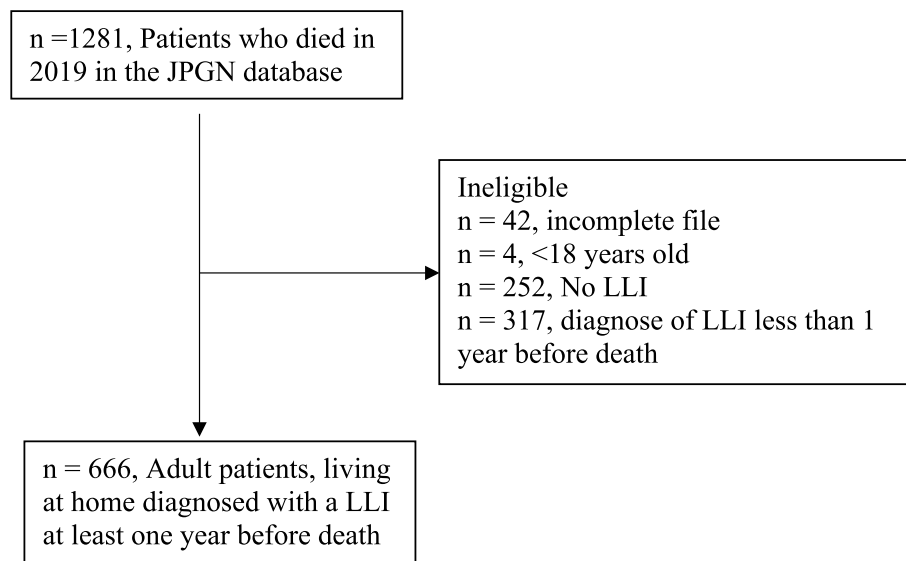 n =1281, Patients who died in
2019 in the JPGN database
Ineligible
n = 42, incomplete file
n = 4, <18 years old
n = 252, No LLI
n = 317, diagnose of LLI less than 1
year before death
n = 666, Adult patients, living
at home diagnosed with a LLI
at least one year before death